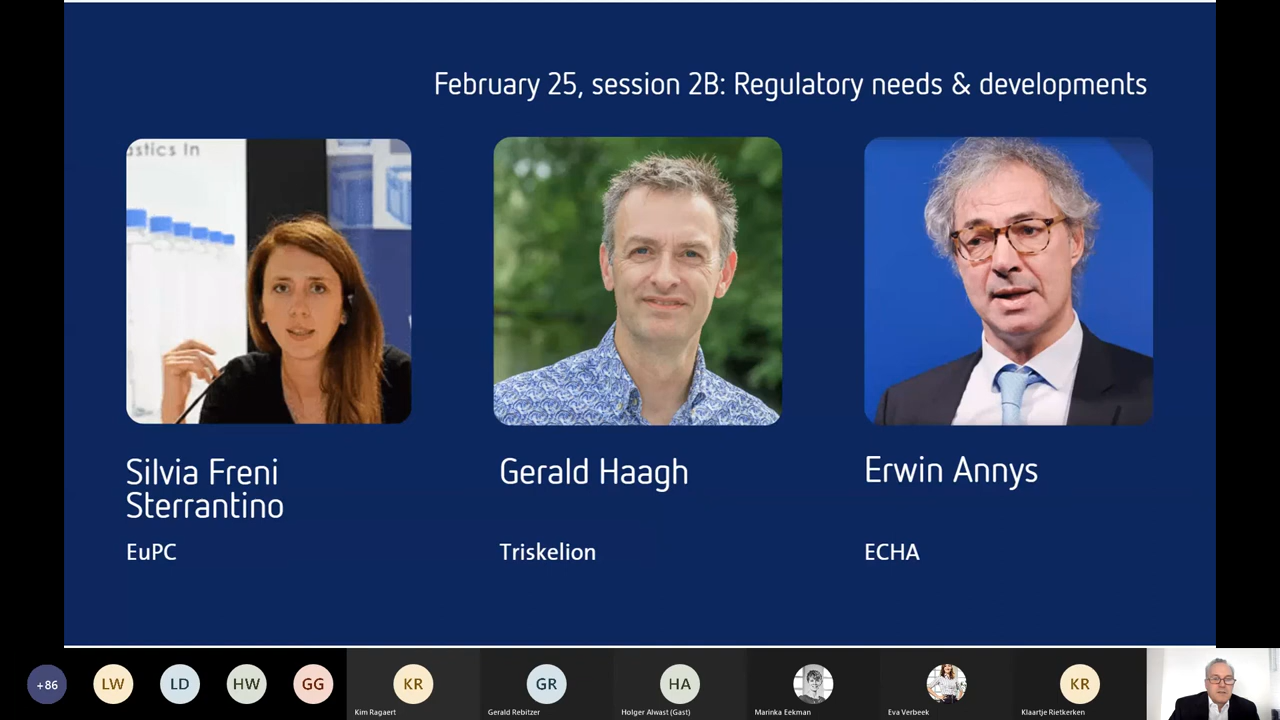 February 25, session 2B: Regulatory needs & developments
astics In
Silvia Freni
Sterrantino
Gerald Haagh
Erwin Annys
EuPC
Triskelion
ECHA
+86
LW
LD
HW
GG
KR
GR
HA
KR
Kim Ragaert
Gerald Rebitzer
Holger Alwast (Gast)
Marinka Eekman
Eva Verbeek
Klaartje Rietkerken